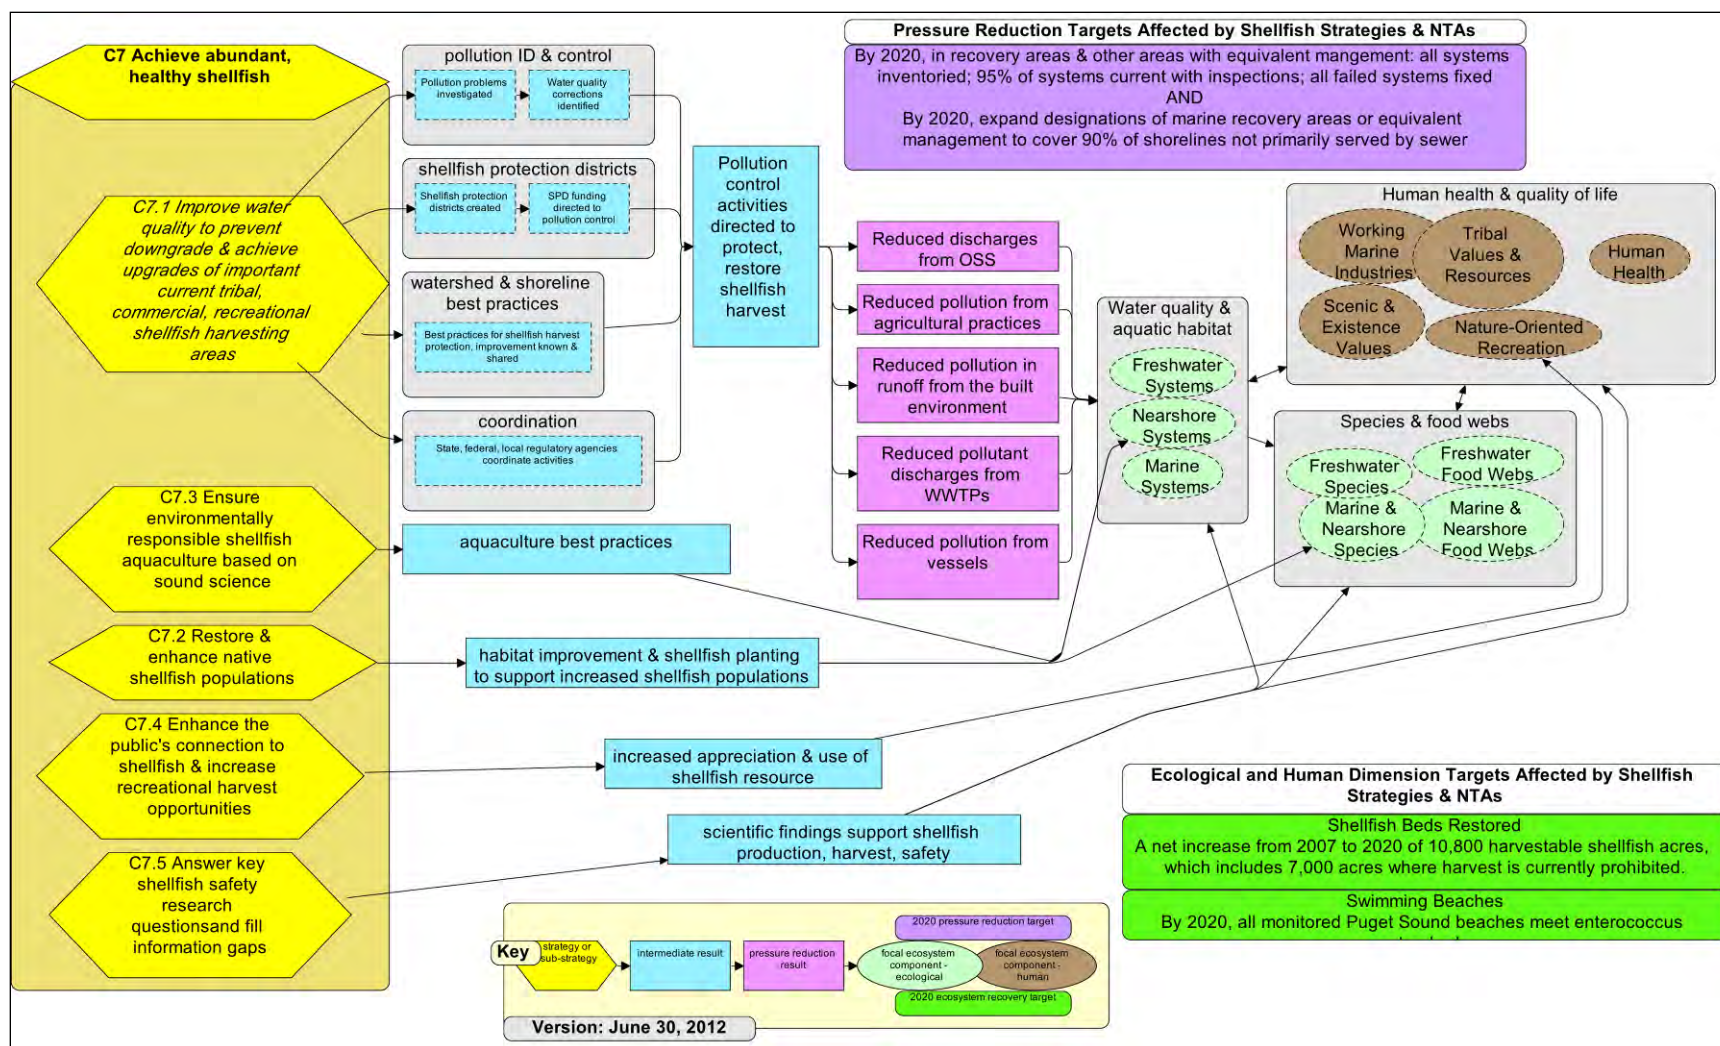 C7 Achieve abundant,
healthy shellfish
C7.1 Improve water
quality to prevent
downgrade & achieve
upgrades of important
current tribal,
commercial, recreational
shellfish harvesting
areas
C7.3 Ensure
environmentally
responsible shellfish
aquaculture based on
sound science
C7.2 Restore &
enhance native
shellfish populations
C7.4 Enhance the
public's connection to
shellfish & increase
recreational harvest
opportunities
C7.5 Answer key
shellfish safety
research
questionsand fill
information gaps
pollution ID & control
Pollution problems
investigated
Water quality
corrections
identified
shellfish protection districts
Shellfish protection
districts created
SPD funding
directed to
pollution control
watershed & shoreline
best practices
Best practices for shellfish harvest
protection, improvement known &
shared
coordination
State, federal, local regulatory agencies
coordinate activities
aquaculture best practices
habitat improvement & shellfish planting
to support increased shellfish populations
increased appreciation & use of
shellfish resource
scientific findings support shellfish
production, harvest, safety
Pollution
control
activities
directed to
protect,
restore
shellfish
harvest
Pressure Reduction Targets Affected by Shellfish Strategies & NTAs
By 2020, in recovery areas & other areas with equivalent mangement: all systems
inventoried; 95% of systems current with inspections; all failed systems fixed
AND
By 2020, expand designations of marine recovery areas or equivalent
management to cover 90% of shorelines not primarily served by sewer
Reduced discharges
from OSS
Reduced pollution from
agricultural practices
Reduced pollution in
runoff from the built
environment
Reduced pollutant
discharges from
WWTPs
Reduced pollution from
vessels
Water quality &
aquatic habitat
Freshwater
Systems
Nearshore
Systems
Marine
Systems
Human health & quality of life
Working
Marine
Industries
Tribal
Values &
Resources
Human
Health
Scenic &
Existence
Values
Nature-Oriented
Recreation
Species & food webs
Freshwater
Species
Freshwater
Food Webs
Marine &
Nearshore
Species
Marine &
Nearshore
Food Webs
Ecological and Human Dimension Targets Affected by Shellfish
Strategies & NTAs
Shellfish Beds Restored
A net increase from 2007 to 2020 of 10,800 harvestable shellfish acres,
which includes 7,000 acres where harvest is currently prohibited.
Swimming Beaches
By 2020, all monitored Puget Sound beaches meet enterococcus
Key
strategy or
sub-strategy
intermediate result
pressure reduction
result
2020 pressure reduction target
focal ecosystem
component -
ecological
focal ecosystem
component -
human
2020 ecosystem recovery target
Version: June 30, 2012